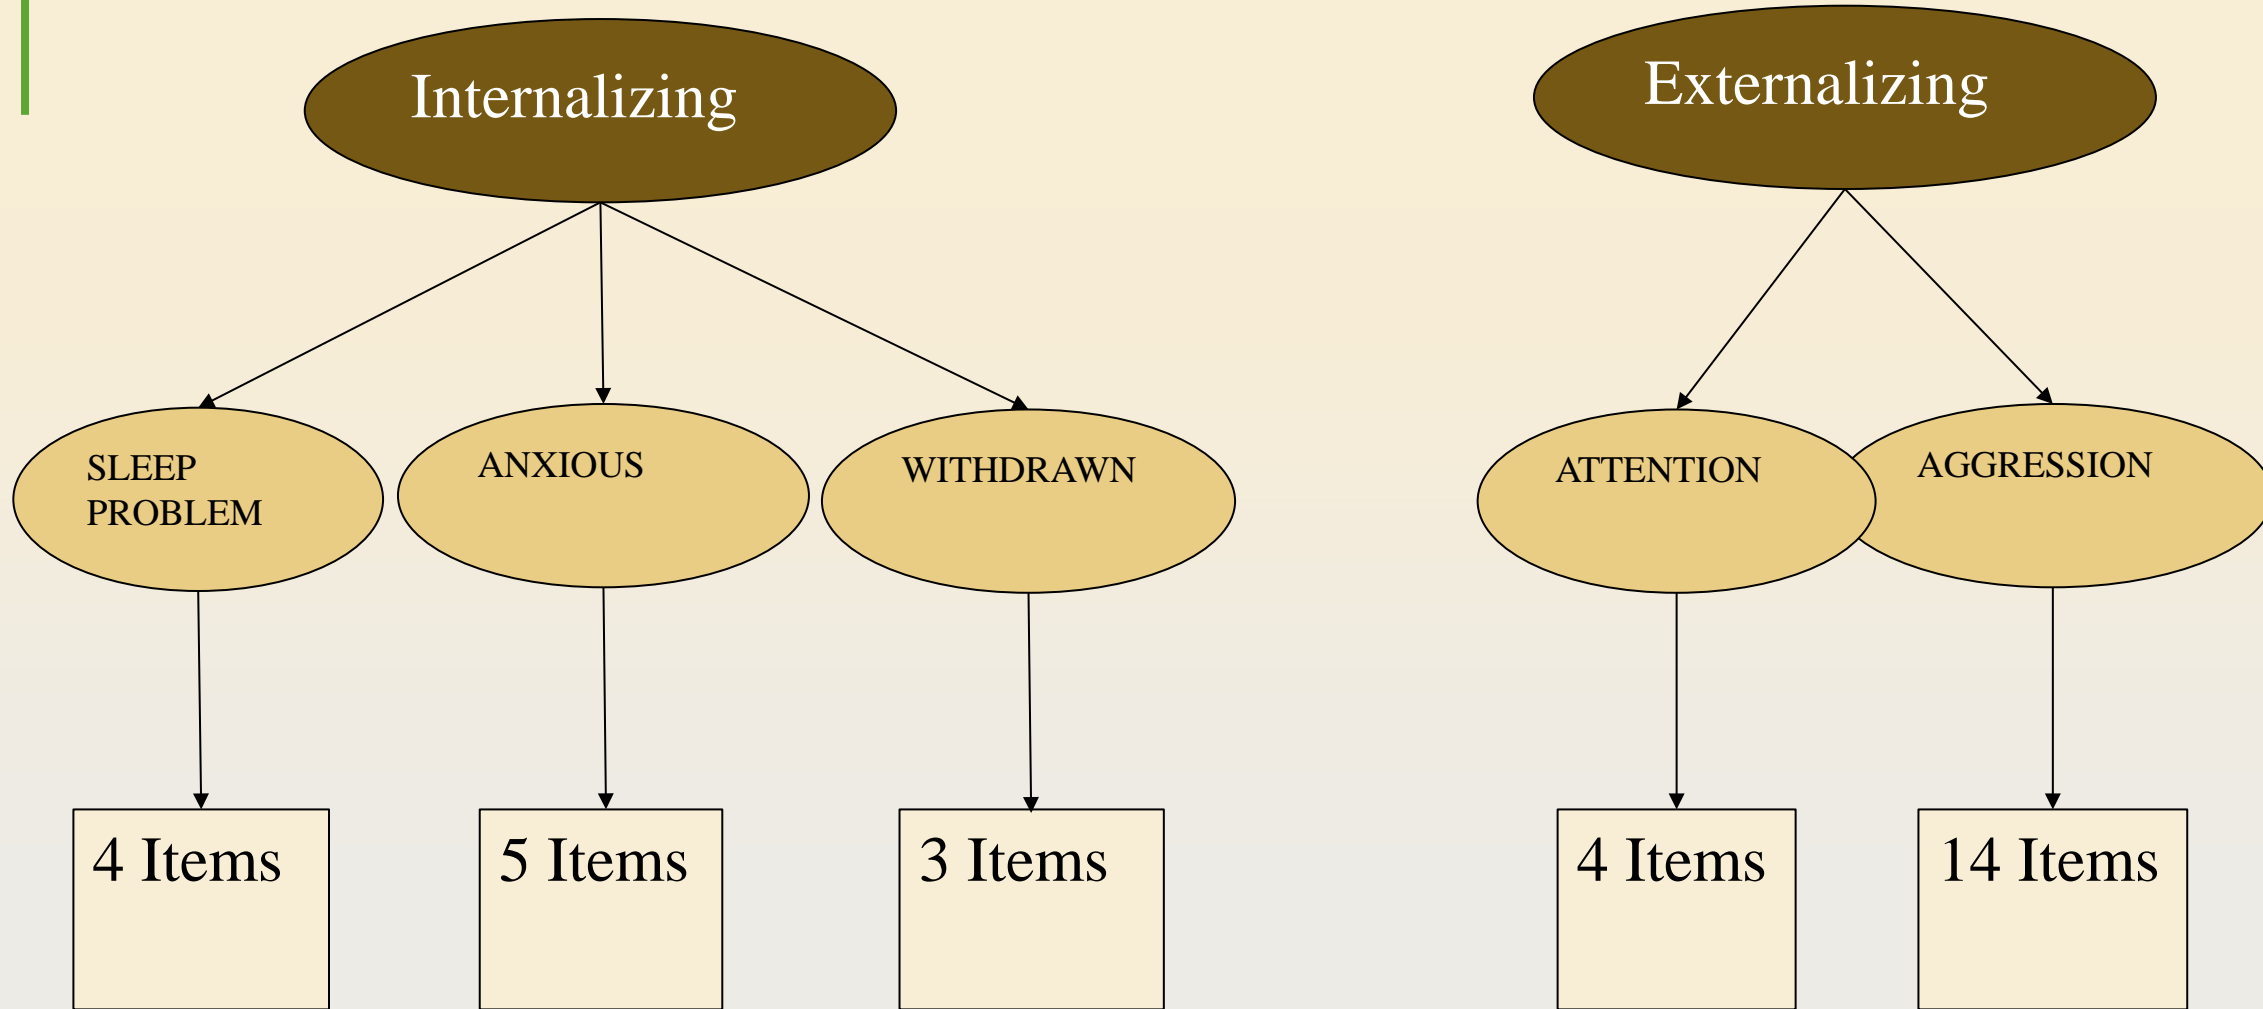 Internalizing
Externalizing
SLEEP
PROBLEM
ANXIOUS
WITHDRAWN
ATTENTION
AGGRESSION
4 Items
5 Items
3 Items
4 Items
14 Items